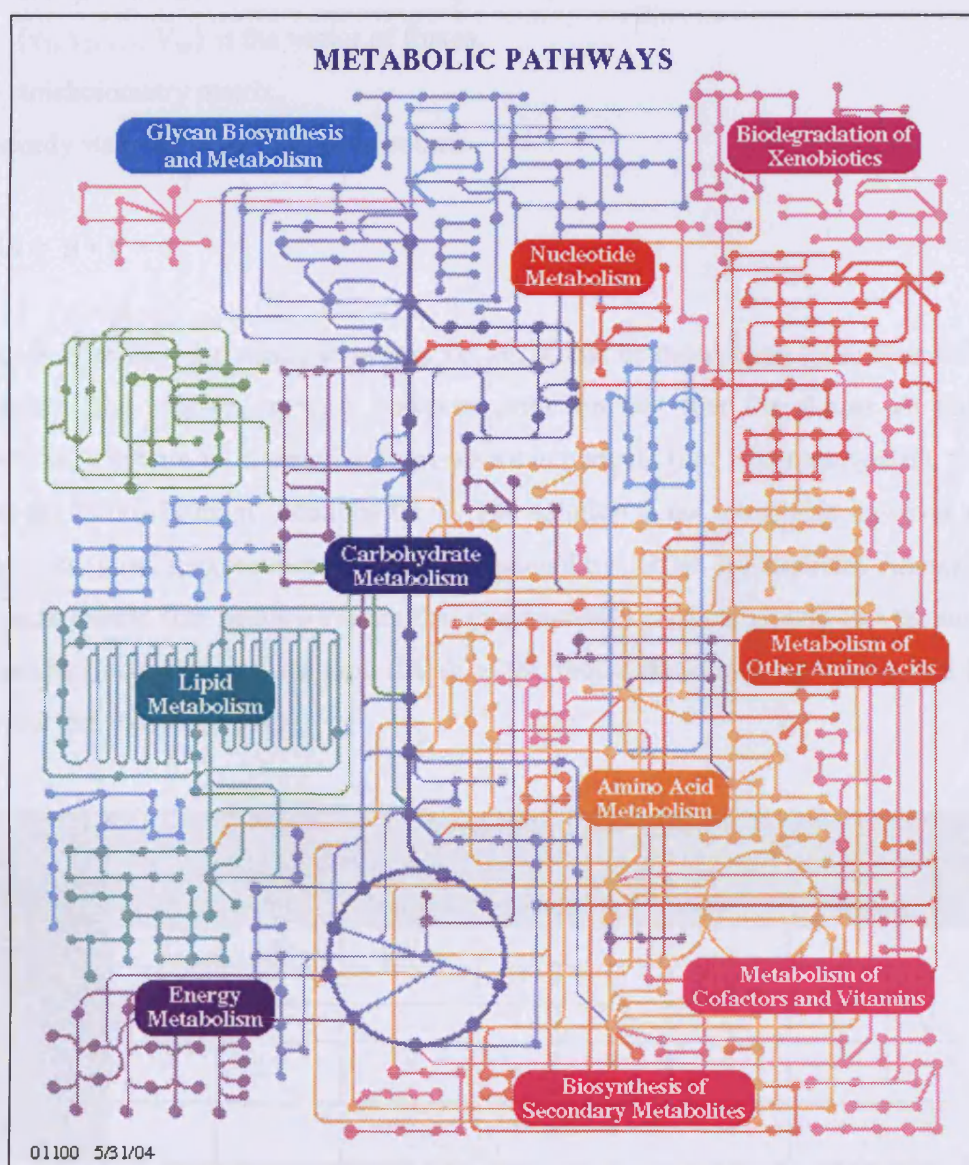 METABOLIC PATHWAYS
Glycan Biosynthesis
and Metabolism
Biodegradation of
Xenobiotics
Nucleotide
Metabolism
Carbohydrate
Metabolism
Lipid
Metabolism
Metabolism of
Other Amino Acids
Amino Acid
Metabolism
Energy
Metabolism
Metabolism of
Cofactors and Vitamins
Biosynthesis of
Secondary Metabolites
01100 5/31/04